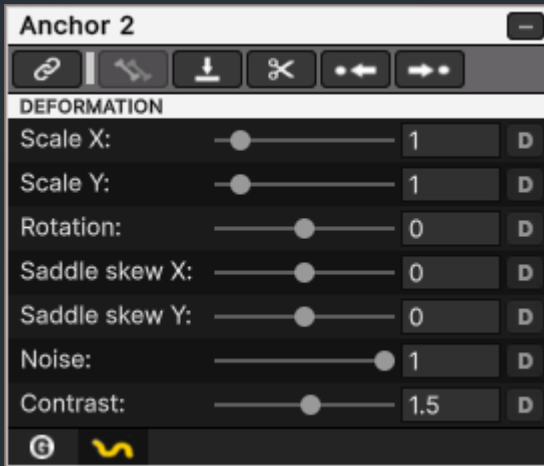 Anchor 2
DEFORMATION
Scale X: 1 D
Scale Y: 1 D
Rotation: 0 D
Saddle skew X: 0 D
Saddle skew Y: 0 D
Noise: 1 D
Contrast: 1.5 D
G